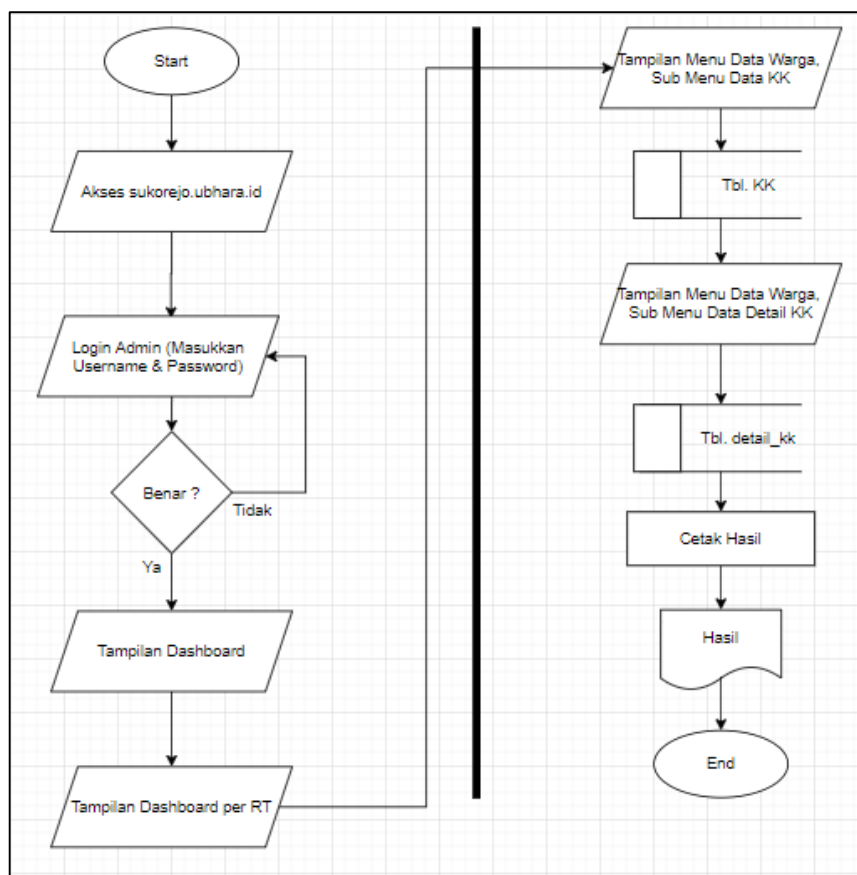 Start
Akses sukorejo.ubhara.id
Login Admin (Masukkan
Username & Password)
Benar ?
Tidak
Ya
Tampilan Dashboard
Tampilan Dashboard per RT
Tampilan Menu Data Warga,
Sub Menu Data KK
Tbl. KK
Tampilan Menu Data Warga,
Sub Menu Data Detail KK
Tbl. detail_kk
Cetak Hasil
Hasil
End